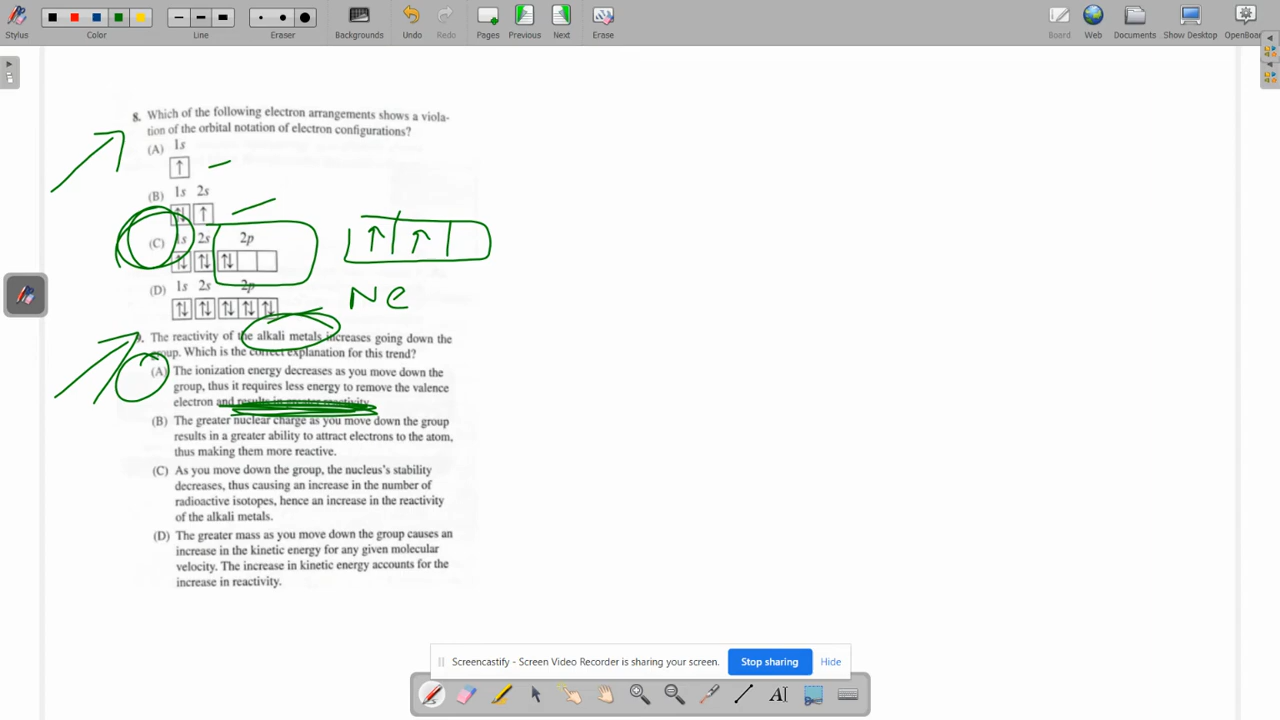 Stylus
Color
Line
Eraser
Backgrounds
Undo
Redo
Pages
Previous
Next
Erase
Board
Web
Documents
Show Desktop
OpenBoa
8. Which of the following electron arrangements shows a viola-
tion of the orbital notation of electron configurations?
(A) 1s
↑
(B) 1s 2s
↑↓ ↑
(C) 1s 2s 2p
↑↓ ↑↓ ↑↓
↑ ↑
(D) 1s 2s 2p
Ne
↑↓ ↑↓ ↑↓ ↑↓ ↑↓
9. The reactivity of the alkali metals increases going down the
group. Which is the correct explanation for this trend?
(A) The ionization energy decreases as you move down the
group, thus it requires less energy to remove the valence
electron and results in greater reactivity.
(B) The greater nuclear charge as you move down the group
results in a greater ability to attract electrons to the atom,
thus making them more reactive.
(C) As you move down the group, the nucleus's stability
decreases, thus causing an increase in the number of
radioactive isotopes, hence an increase in the reactivity
of the alkali metals.
(D) The greater mass as you move down the group causes an
increase in the kinetic energy for any given molecular
velocity. The increase in kinetic energy accounts for the
increase in reactivity.
Screencastify - Screen Video Recorder is sharing your screen.
Stop sharing
Hide